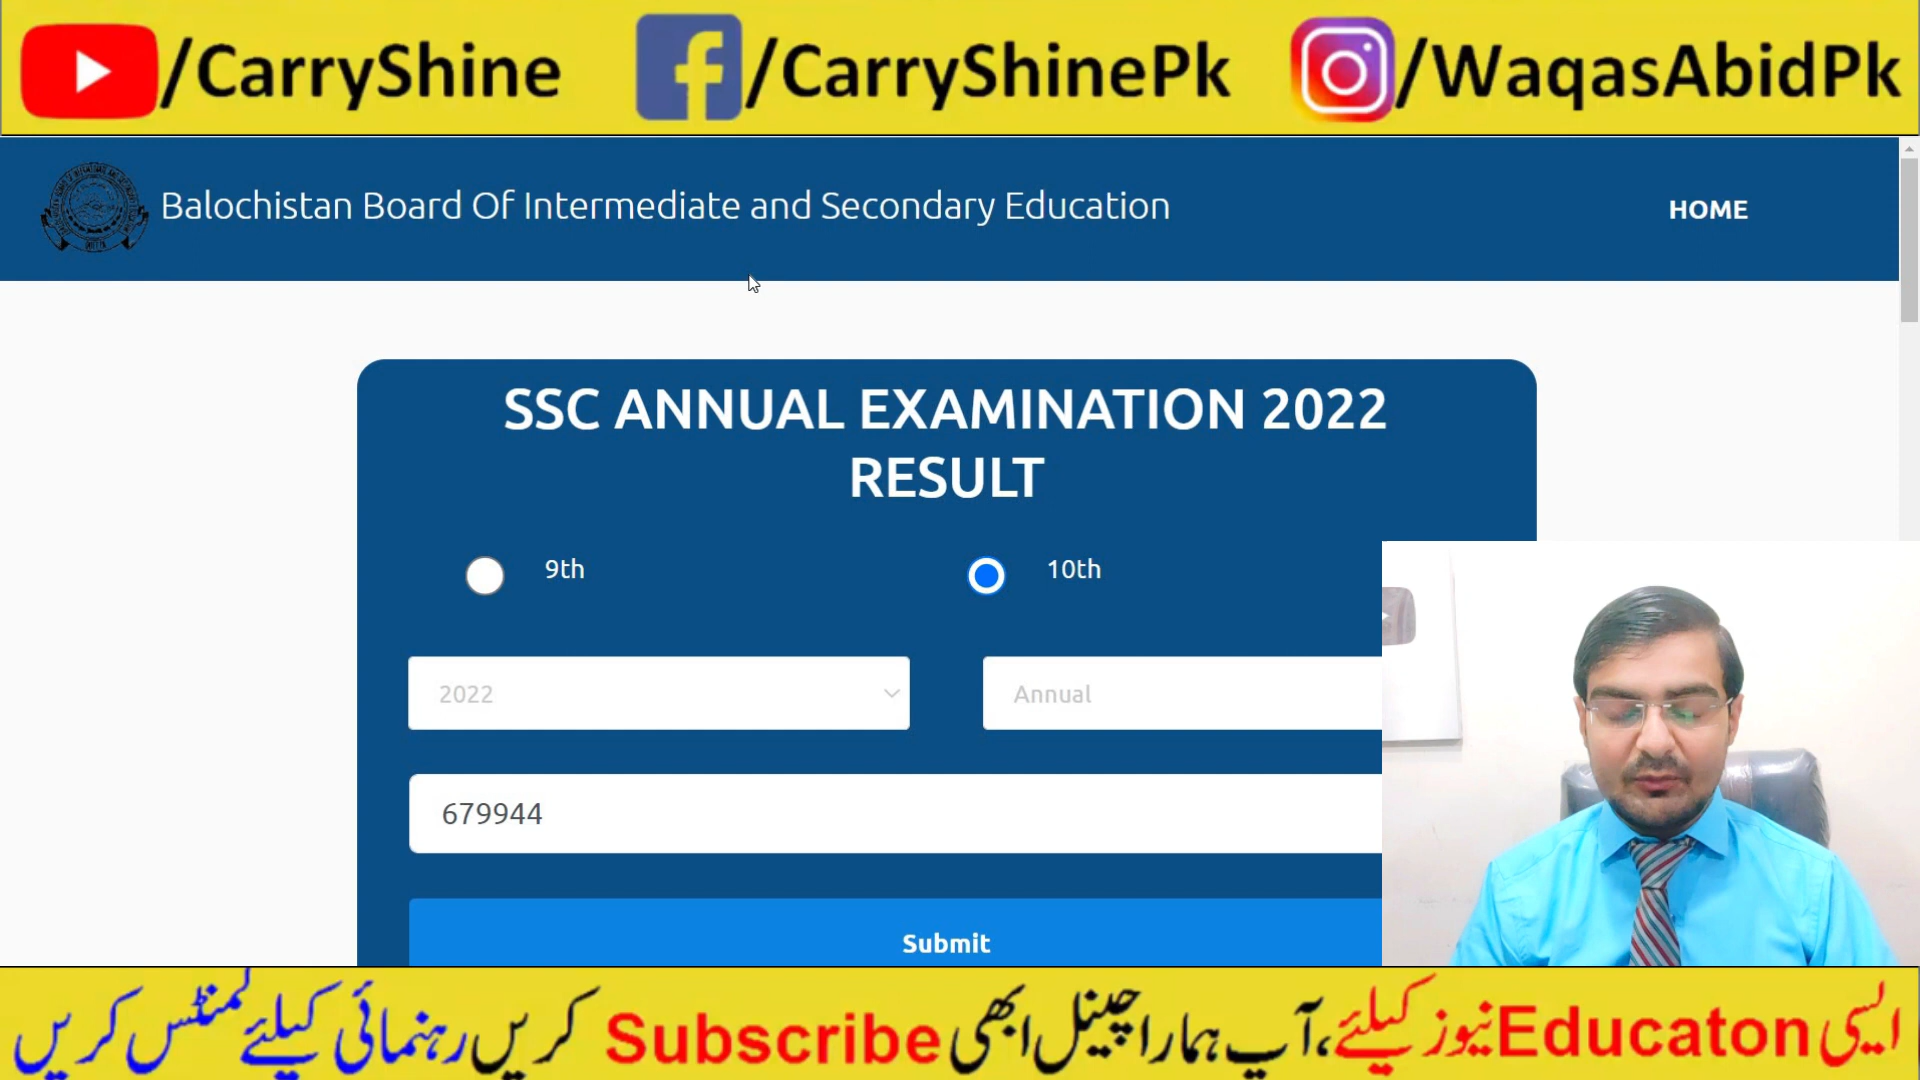 /CarryShine /CarryShinePk /WaqasAbidPk
Balochistan Board Of Intermediate and Secondary Education
HOME
SSC ANNUAL EXAMINATION 2022
RESULT
9th 10th
2022 Annual
679944
Submit
ایسی Educaton نیوز کیلئے، آپ ہمارا چینل ابھی Subscribe کریں رہنمائی کیلئے کمنٹس کریں